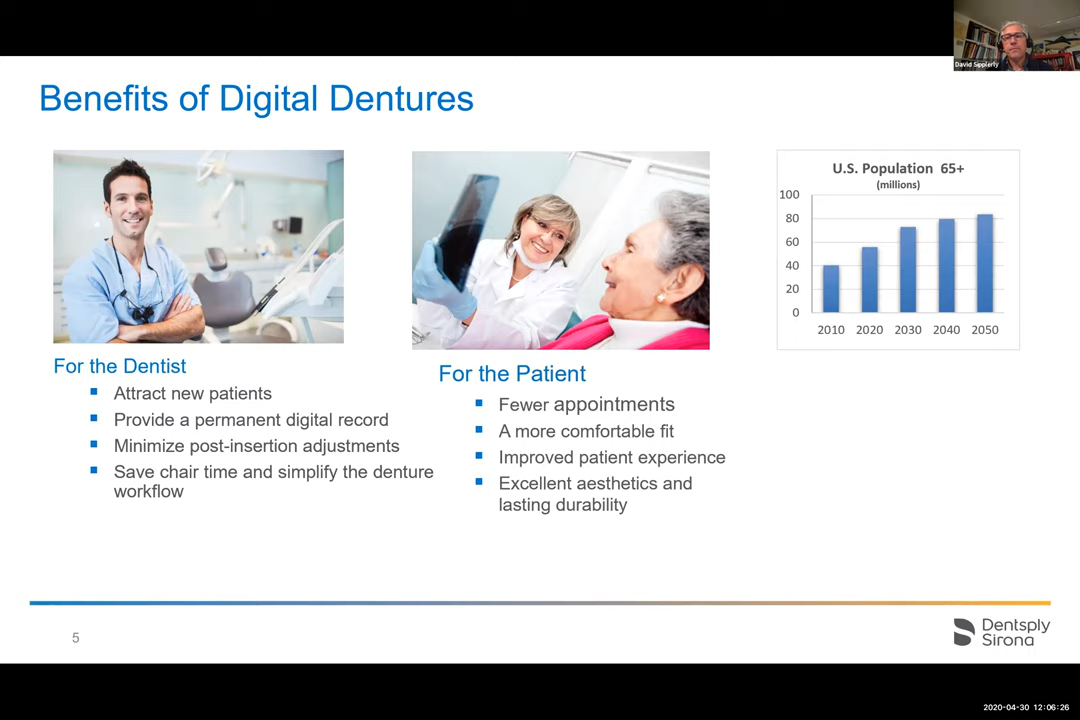 David Sipplerly
Benefits of Digital Dentures
For the Dentist
Attract new patients
Provide a permanent digital record
Minimize post-insertion adjustments
Save chair time and simplify the denture
workflow
For the Patient
Fewer appointments
A more comfortable fit
Improved patient experience
Excellent aesthetics and
lasting durability
U.S. Population 65+
(millions)
100
80
60
40
20
0
2010 2020 2030 2040 2050
5
Dentsply
Sirona
2020-04-30 12:06:26